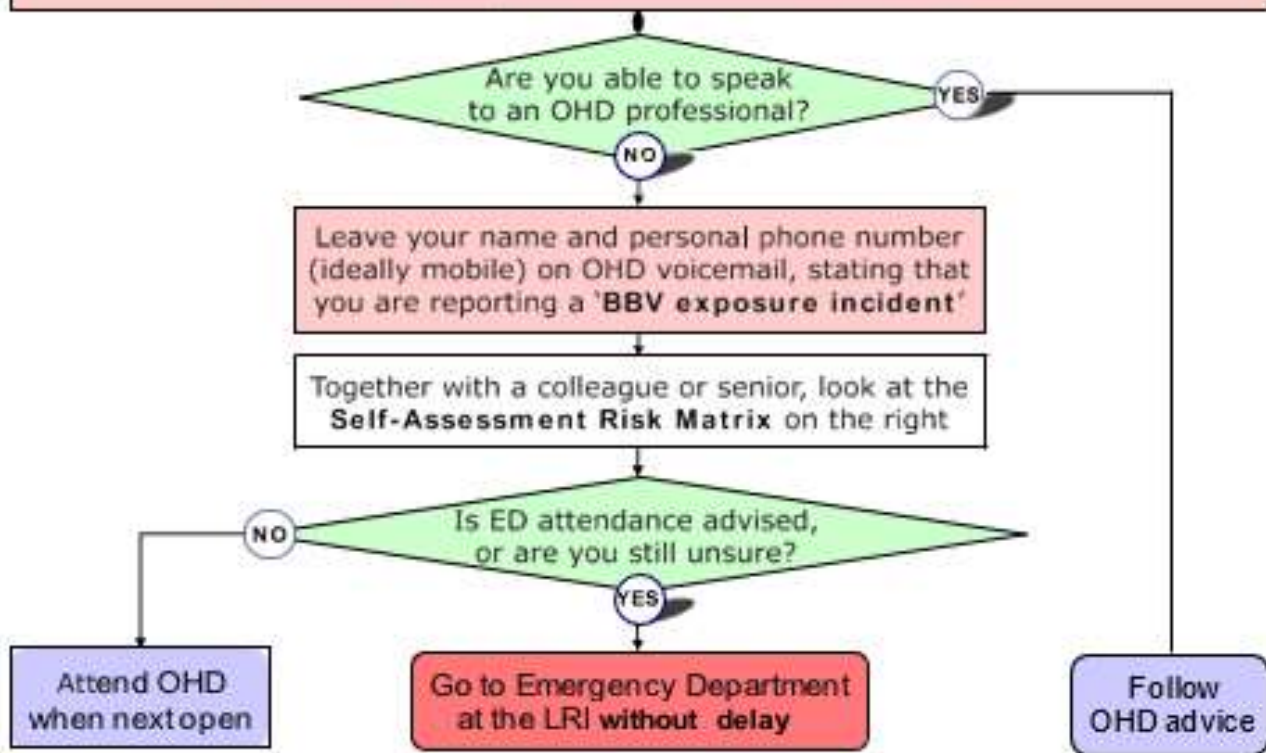 Are you able to speak
to an OHD professional?
YES
NO
Leave your name and personal phone number
(ideally mobile) on OHD voicemail, stating that
you are reporting a ‘BBV exposure incident’
Together with a colleague or senior, look at the
Self-Assessment Risk Matrix on the right
Is ED attendance advised,
or are you still unsure?
NO
YES
Attend OHD
when next open
Go to Emergency Department
at the LRI without delay
Follow
OHD advice